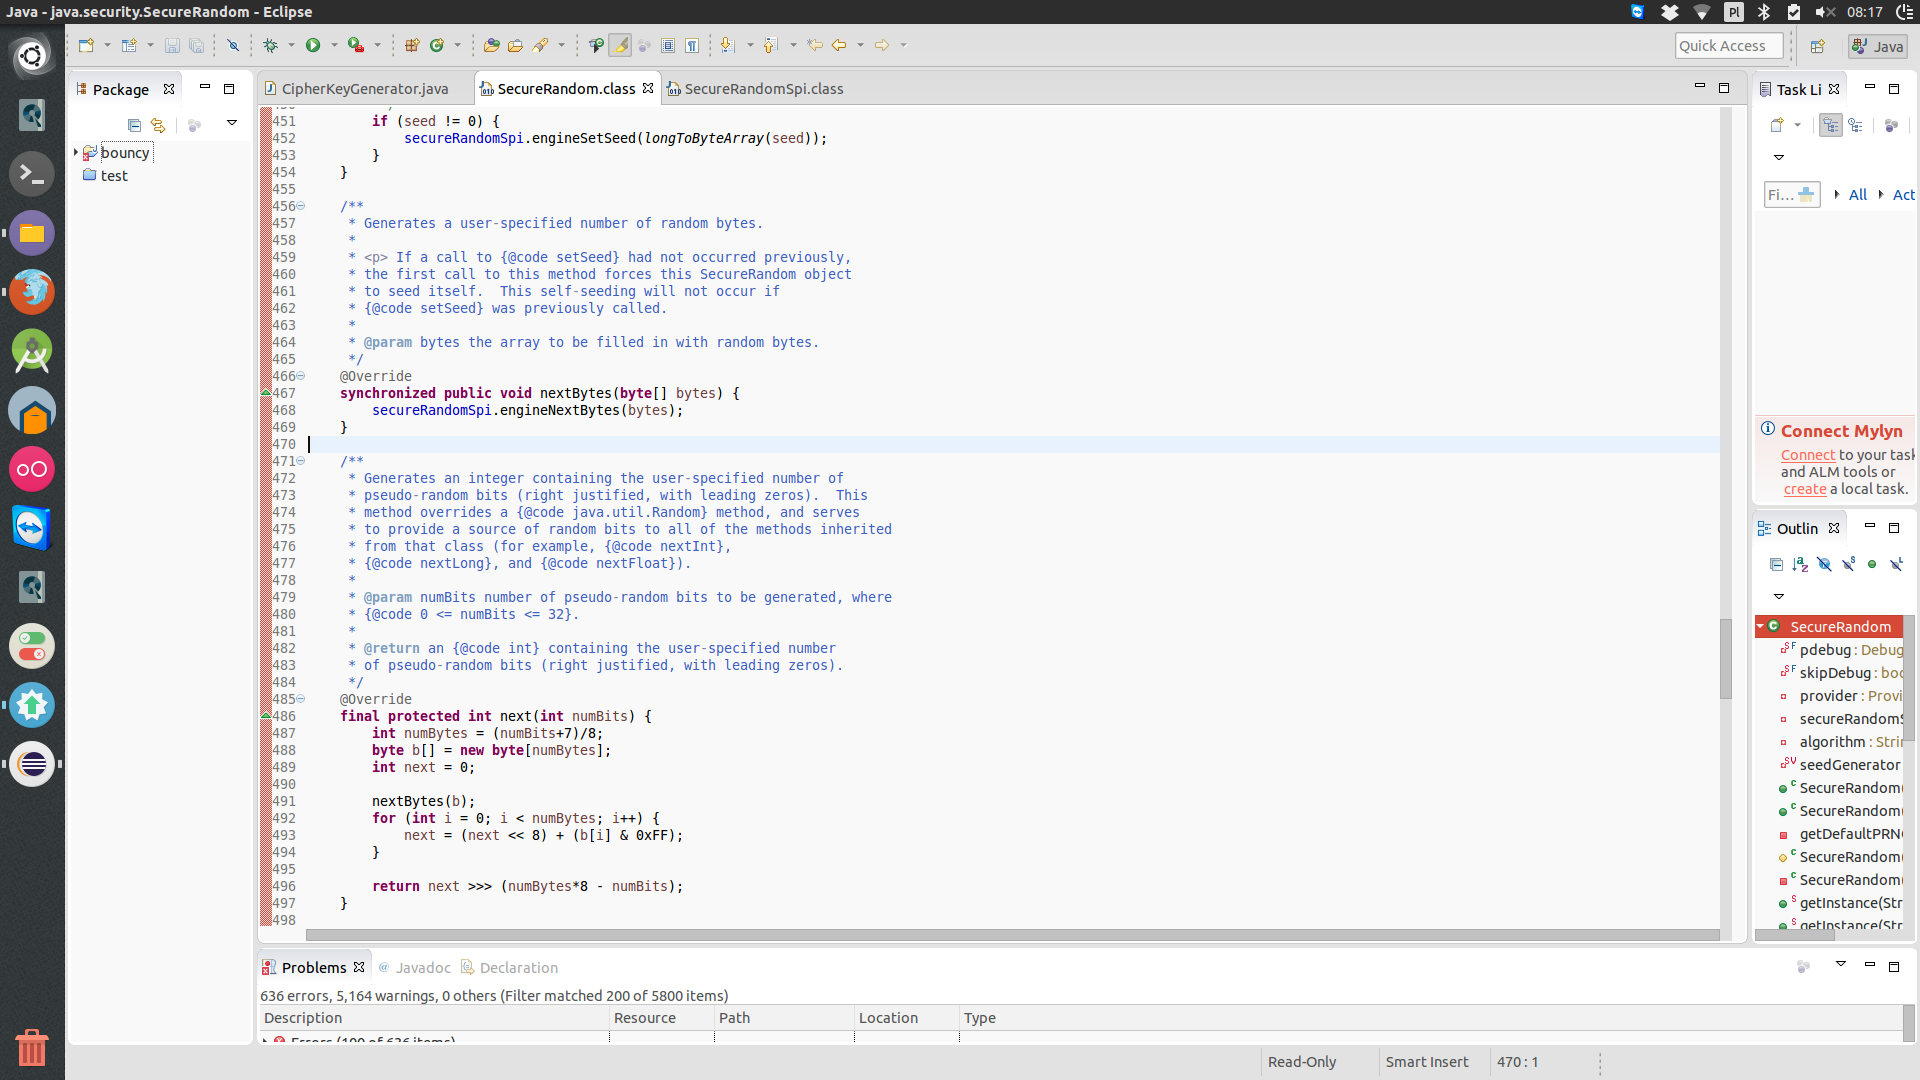 Java - java.security.SecureRandom - Eclipse
Pl
08:17
Quick Access
Java
Package
bouncy
test
CipherKeyGenerator.java
SecureRandom.class
SecureRandomSpi.class
451 if (seed != 0) {
452 secureRandomSpi.engineSetSeed(longToByteArray(seed));
453 }
454 }
455
456 /**
457 * Generates a user-specified number of random bytes.
458 *
459 * <p> If a call to {@code setSeed} had not occurred previously,
460 * the first call to this method forces this SecureRandom object
461 * to seed itself.  This self-seeding will not occur if
462 * {@code setSeed} was previously called.
463 *
464 * @param bytes the array to be filled in with random bytes.
465 */
466 @Override
467 synchronized public void nextBytes(byte[] bytes) {
468 secureRandomSpi.engineNextBytes(bytes);
469 }
470
471 /**
472 * Generates an integer containing the user-specified number of
473 * pseudo-random bits (right justified, with leading zeros).  This
474 * method overrides a {@code java.util.Random} method, and serves
475 * to provide a source of random bits to all of the methods inherited
476 * from that class (for example, {@code nextInt},
477 * {@code nextLong}, and {@code nextFloat}).
478 *
479 * @param numBits number of pseudo-random bits to be generated, where
480 * {@code 0 <= numBits <= 32}.
481 *
482 * @return an {@code int} containing the user-specified number
483 * of pseudo-random bits (right justified, with leading zeros).
484 */
485 @Override
486 final protected int next(int numBits) {
487 int numBytes = (numBits+7)/8;
488 byte b[] = new byte[numBytes];
489 int next = 0;
490
491 nextBytes(b);
492 for (int i = 0; i < numBytes; i++) {
493 next = (next << 8) + (b[i] & 0xFF);
494 }
495
496 return next >>> (numBytes*8 - numBits);
497 }
498
Task Li
Fi...
All
Act
Connect Mylyn
Connect to your task
and ALM tools or
create a local task.
Outlin
SecureRandom
pdebug : Debug
skipDebug : boo
provider : Provi
secureRandomS
algorithm : Strin
seedGenerator
SecureRandom(
SecureRandom(
getDefaultPRN
SecureRandom(
SecureRandom(
getInstance(Str
getInstance(Str
Problems
@ Javadoc
Declaration
636 errors, 5,164 warnings, 0 others (Filter matched 200 of 5800 items)
Description Resource Path Location Type
Errors (100 of 636 items)
Read-Only
Smart Insert
470 : 1